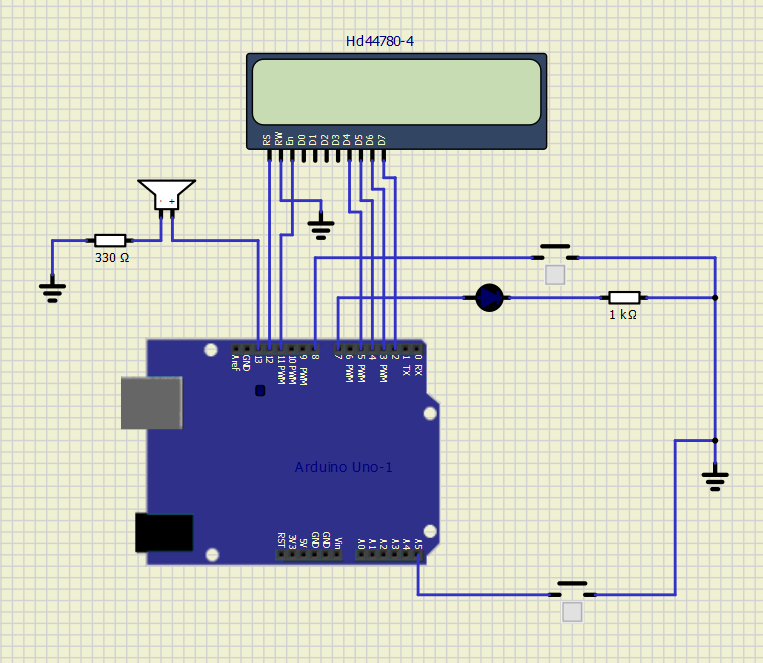 Hd44780-4
RS RW En D0 D1 D2 D3 D4 D5 D6 D7
330 Ω
1 kΩ
Aref GND 13 12 11 PWM 10 PWM 9 PWM 8 7 6 PWM 5 PWM 4 3 PWM 2 1 TX 0 RX
Arduino Uno-1
RST 3V3 5V GND GND Vin A0 A1 A2 A3 A4 A5